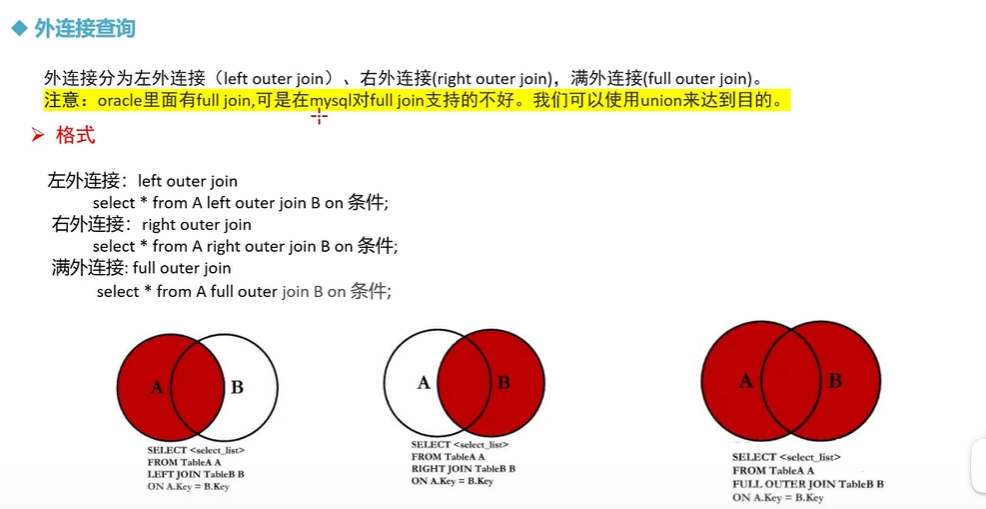 外连接查询
外连接分为左外连接（left outer join）、右外连接(right outer join)，满外连接(full outer join)。
注意：oracle里面有full join,可是在mysql对full join支持的不好。我们可以使用union来达到目的。
格式
左外连接：left outer join
select * from A left outer join B on 条件;
右外连接：right outer join
select * from A right outer join B on 条件;
满外连接: full outer join
select * from A full outer join B on 条件;
A B
SELECT <select_list>
FROM TableA A
LEFT JOIN TableB B
ON A.Key = B.Key
A B
SELECT <select_list>
FROM TableA A
RIGHT JOIN TableB B
ON A.Key = B.Key
A B
SELECT <select_list>
FROM TableA A
FULL OUTER JOIN TableB B
ON A.Key = B.Key